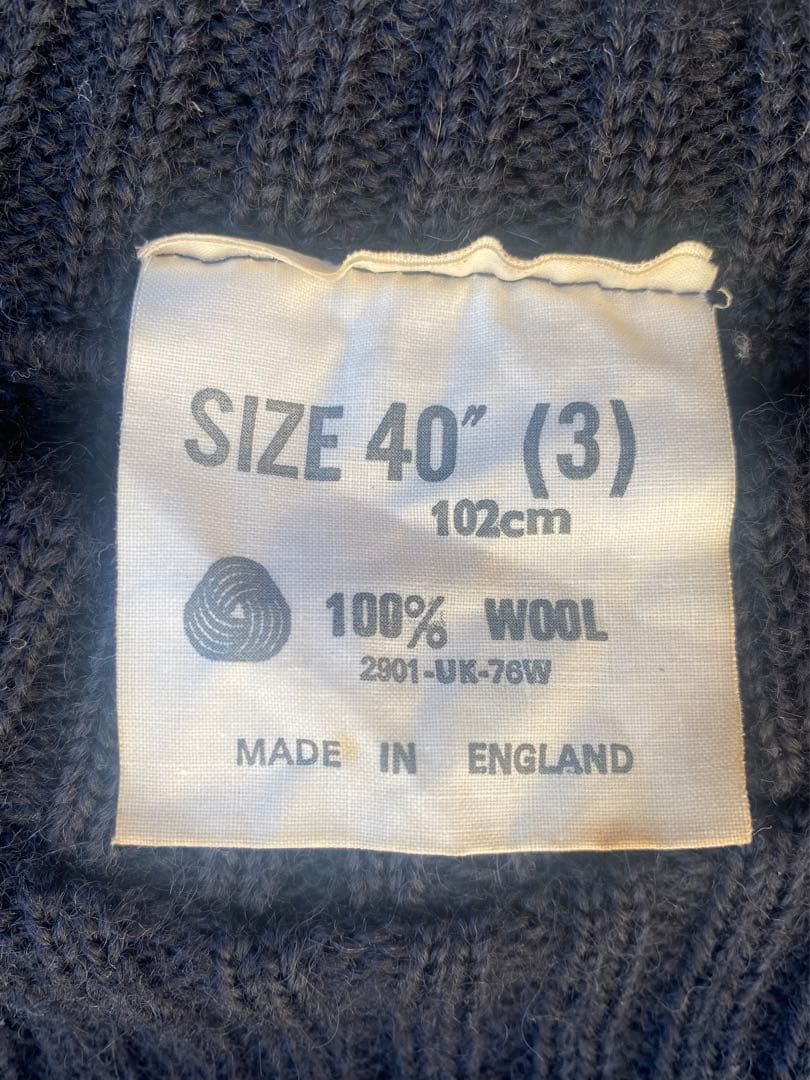 SIZE 40" (3)
102cm
100% WOOL
2901-UK-76W
MADE IN ENGLAND